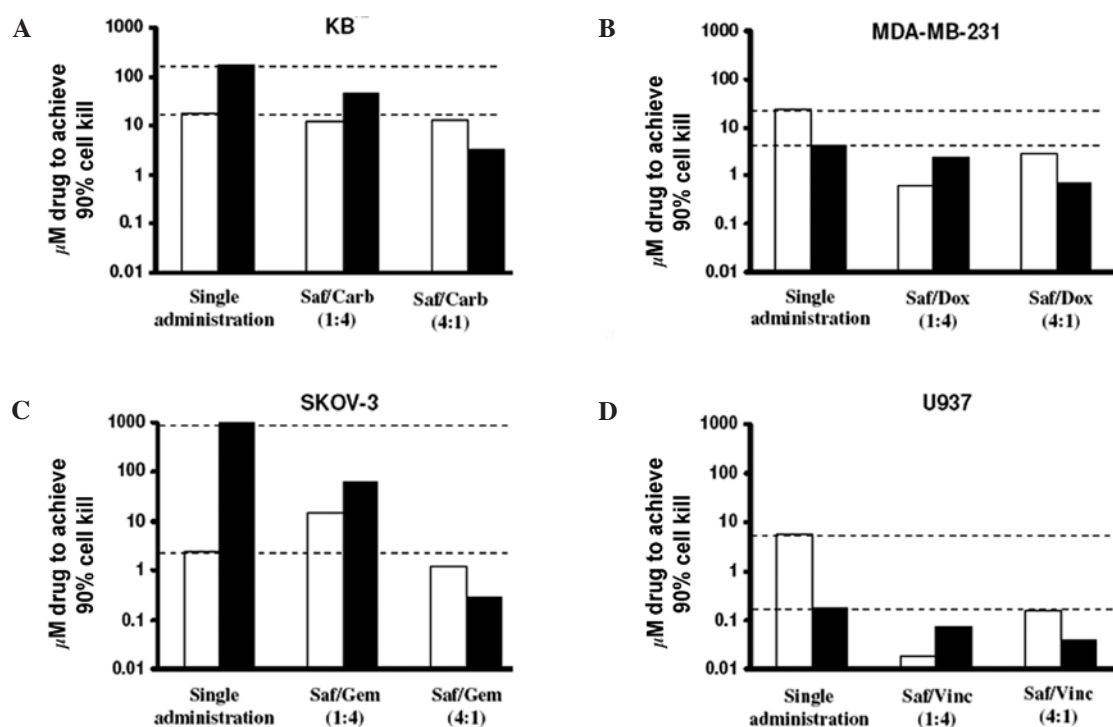 A
KB
μM drug to achieve
90% cell kill
1000
100
10
1
0.1
0.01
Single
administration
Saf/Carb
(1:4)
Saf/Carb
(4:1)
B
MDA-MB-231
μM drug to achieve
90% cell kill
1000
100
10
1
0.1
0.01
Single
administration
Saf/Dox
(1:4)
Saf/Dox
(4:1)
C
SKOV-3
μM drug to achieve
90% cell kill
1000
100
10
1
0.1
0.01
Single
administration
Saf/Gem
(1:4)
Saf/Gem
(4:1)
D
U937
μM drug to achieve
90% cell kill
1000
100
10
1
0.1
0.01
Single
administration
Saf/Vinc
(1:4)
Saf/Vinc
(4:1)